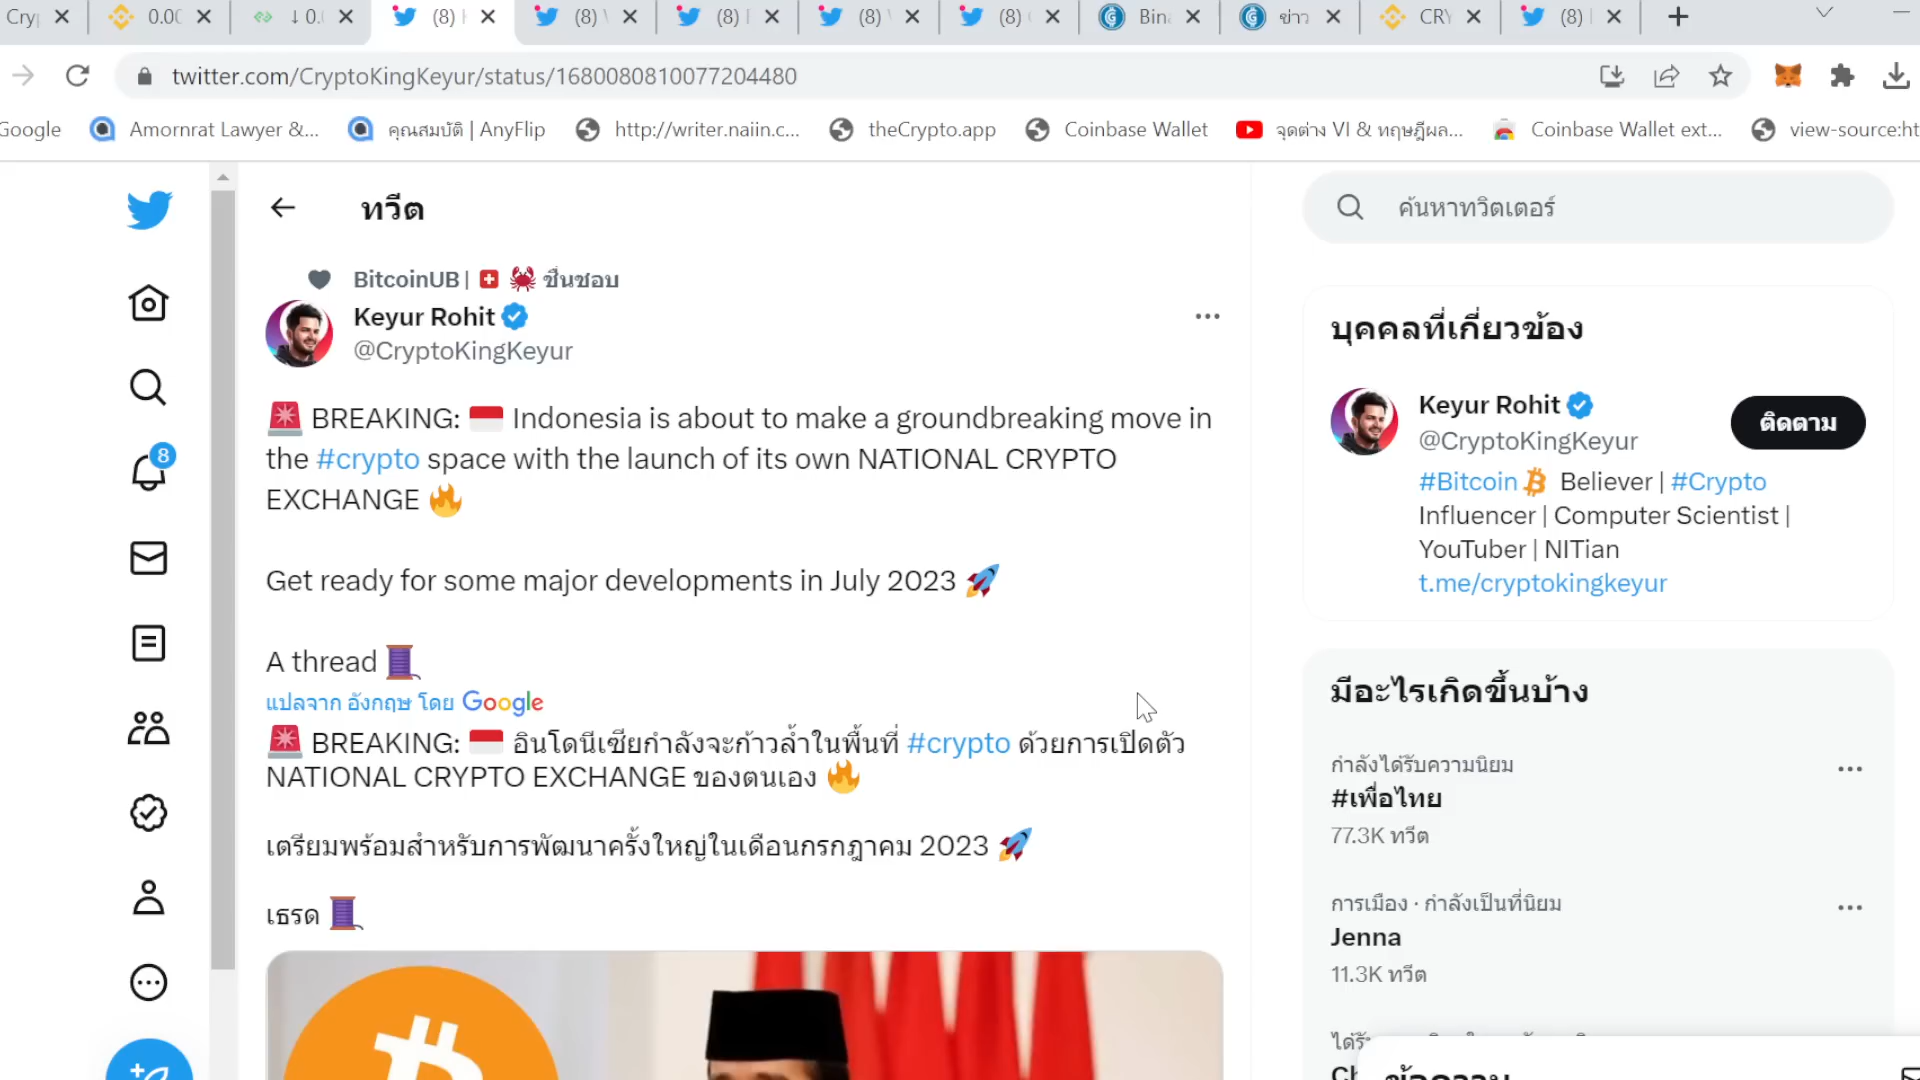 Cry
0.00
↓ 0.
(8)
(8)
(8)
(8)
(8)
Bin
ข่าว
CRY
(8)
twitter.com/CryptoKingKeyur/status/1680080810077204480
Google
Amornrat Lawyer &...
คุณสมบัติ | AnyFlip
http://writer.naiin.c...
theCrypto.app
Coinbase Wallet
จุดต่าง VI & ทฤษฎีผล...
Coinbase Wallet ext...
view-source:ht
ทวีต
ค้นหาทวิตเตอร์
BitcoinUB | ชื่นชอบ
Keyur Rohit
@CryptoKingKeyur
🚨 BREAKING: 🇮🇩 Indonesia is about to make a groundbreaking move in
the #crypto space with the launch of its own NATIONAL CRYPTO
EXCHANGE 🔥
Get ready for some major developments in July 2023 🚀
A thread 🧵
แปลจาก อังกฤษ โดย Google
🚨 BREAKING: 🇮🇩 อินโดนีเซียกำลังจะก้าวล้ำในพื้นที่ #crypto ด้วยการเปิดตัว
NATIONAL CRYPTO EXCHANGE ของตนเอง 🔥
เตรียมพร้อมสำหรับการพัฒนาครั้งใหญ่ในเดือนกรกฎาคม 2023 🚀
เธรด 🧵
8
บุคคลที่เกี่ยวข้อง
Keyur Rohit
@CryptoKingKeyur
ติดตาม
#Bitcoin Believer | #Crypto
Influencer | Computer Scientist |
YouTuber | NITian
t.me/cryptokingkeyur
มีอะไรเกิดขึ้นบ้าง
กำลังได้รับความนิยม
#เพื่อไทย
77.3K ทวีต
การเมือง · กำลังเป็นที่นิยม
Jenna
11.3K ทวีต
ข้อความ